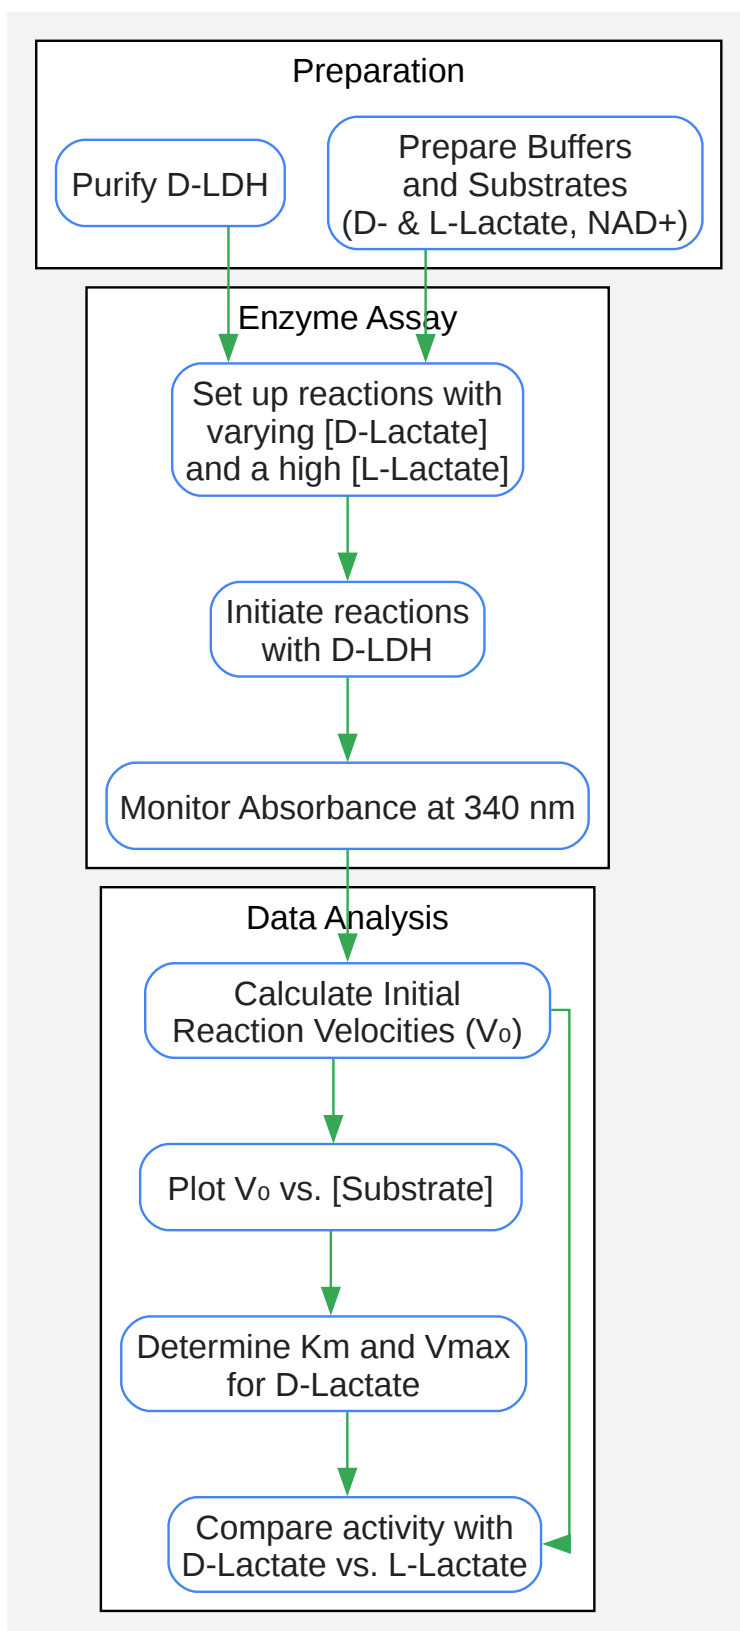 Preparation
Purify D-LDH
Prepare Buffers
and Substrates
(D- & L-Lactate, NAD+)
Enzyme Assay
Set up reactions with
varying [D-Lactate]
and a high [L-Lactate]
Initiate reactions
with D-LDH
Monitor Absorbance at 340 nm
Data Analysis
Calculate Initial
Reaction Velocities (V₀)
Plot V₀ vs. [Substrate]
Determine Km and Vmax
for D-Lactate
Compare activity with
D-Lactate vs. L-Lactate